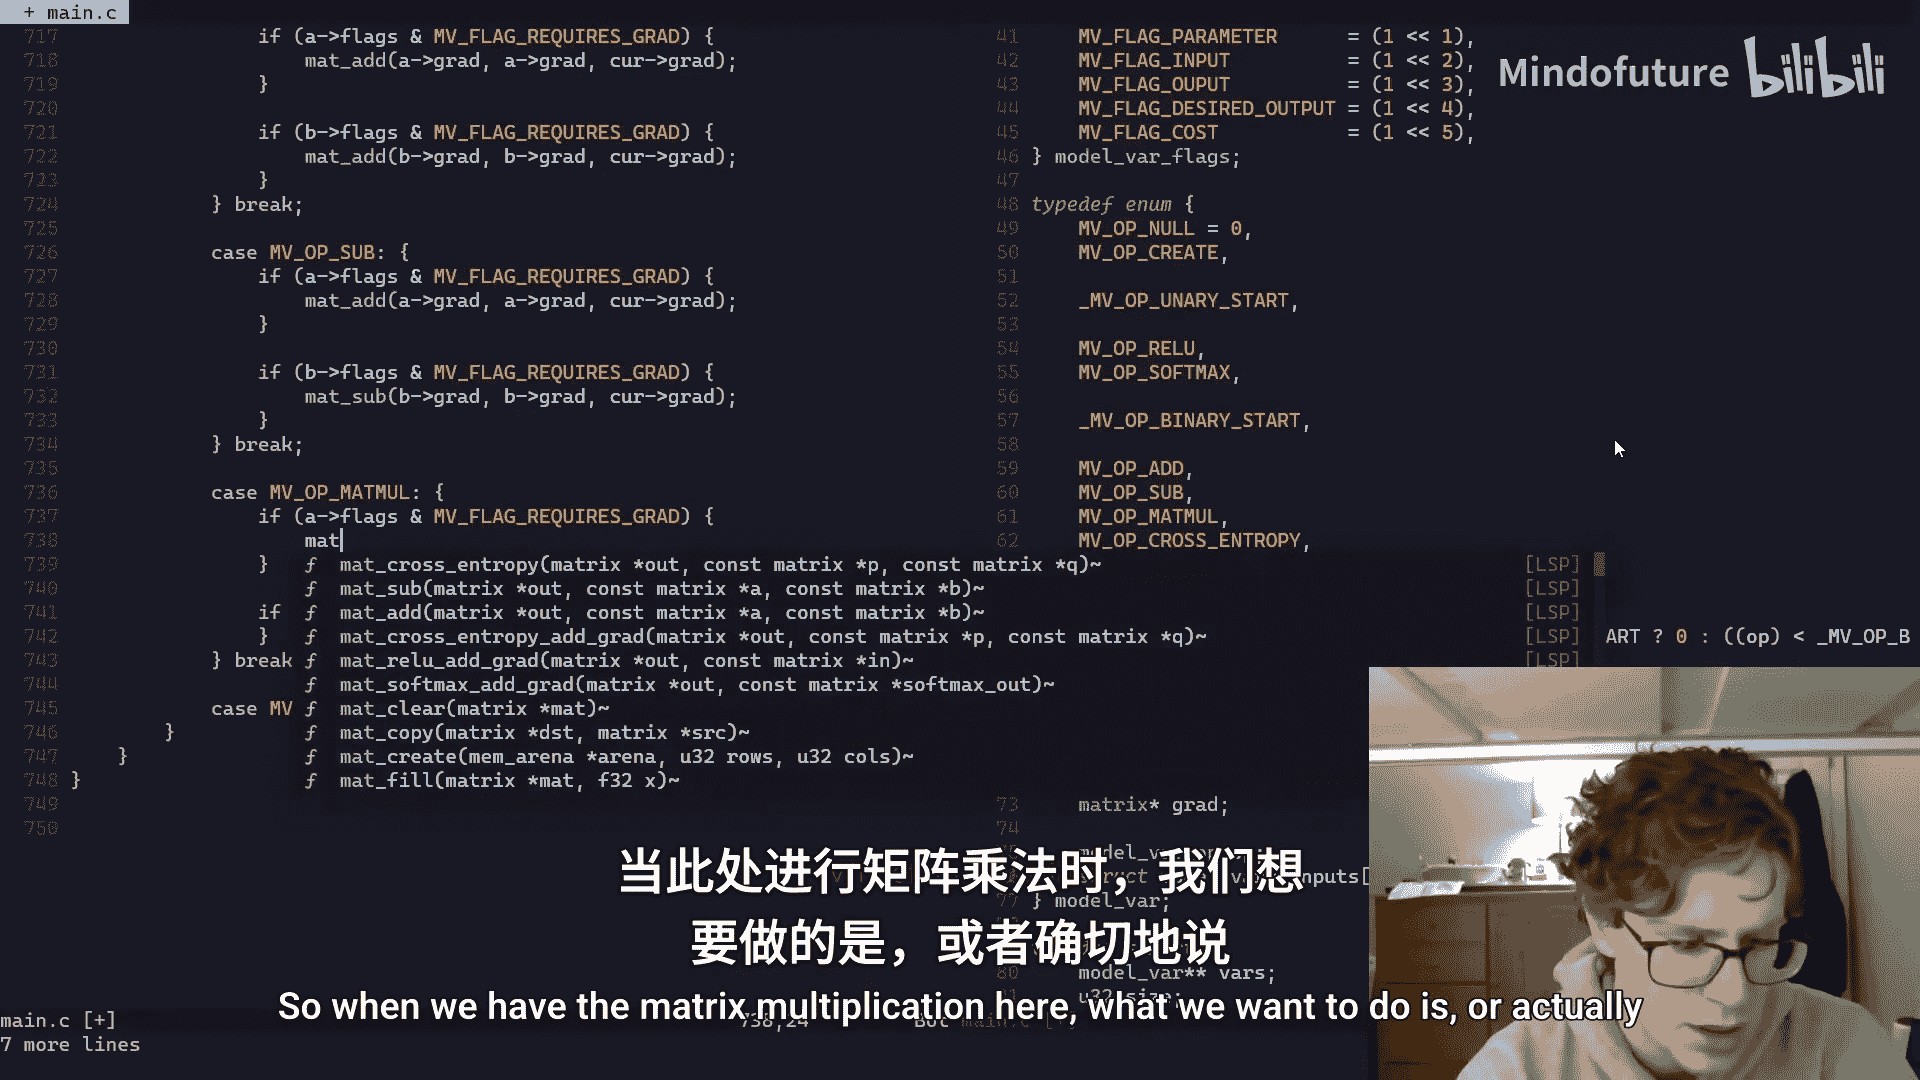 + main.c
717 if (a->flags & MV_FLAG_REQUIRES_GRAD) {
718 mat_add(a->grad, a->grad, cur->grad);
719 }
720
721 if (b->flags & MV_FLAG_REQUIRES_GRAD) {
722 mat_add(b->grad, b->grad, cur->grad);
723 }
724 } break;
725
726 case MV_OP_SUB: {
727 if (a->flags & MV_FLAG_REQUIRES_GRAD) {
728 mat_add(a->grad, a->grad, cur->grad);
729 }
730
731 if (b->flags & MV_FLAG_REQUIRES_GRAD) {
732 mat_sub(b->grad, b->grad, cur->grad);
733 }
734 } break;
735
736 case MV_OP_MATMUL: {
737 if (a->flags & MV_FLAG_REQUIRES_GRAD) {
738 mat
739 } ƒ mat_cross_entropy(matrix *out, const matrix *p, const matrix *q)~ [LSP]
740 ƒ mat_sub(matrix *out, const matrix *a, const matrix *b)~ [LSP]
741 if ƒ mat_add(matrix *out, const matrix *a, const matrix *b)~ [LSP]
742 } ƒ mat_cross_entropy_add_grad(matrix *out, const matrix *p, const matrix *q)~ [LSP]
743 } break ƒ mat_relu_add_grad(matrix *out, const matrix *in)~ [LSP]
744 ƒ mat_softmax_add_grad(matrix *out, const matrix *softmax_out)~
745 case MV ƒ mat_clear(matrix *mat)~
746 } ƒ mat_copy(matrix *dst, matrix *src)~
747 } ƒ mat_create(mem_arena *arena, u32 rows, u32 cols)~
748 } ƒ mat_fill(matrix *mat, f32 x)~
749
750
41 MV_FLAG_PARAMETER = (1 << 1),
42 MV_FLAG_INPUT = (1 << 2),
43 MV_FLAG_OUPUT = (1 << 3),
44 MV_FLAG_DESIRED_OUTPUT = (1 << 4),
45 MV_FLAG_COST = (1 << 5),
46 } model_var_flags;
47
48 typedef enum {
49 MV_OP_NULL = 0,
50 MV_OP_CREATE,
51
52 _MV_OP_UNARY_START,
53
54 MV_OP_RELU,
55 MV_OP_SOFTMAX,
56
57 _MV_OP_BINARY_START,
58
59 MV_OP_ADD,
60 MV_OP_SUB,
61 MV_OP_MATMUL,
62 MV_OP_CROSS_ENTROPY,
ART ? 0 : ((op) < _MV_OP_B
73 matrix* grad;
74
77 } model_var;
80 model_var** vars;
u32 size;
Mindofuture bilibili
当此处进行矩阵乘法时，我们想
要做的是，或者确切地说
So when we have the matrix multiplication here, what we want to do is, or actually
main.c [+]
738,24
Bot main.c [+]
7 more lines